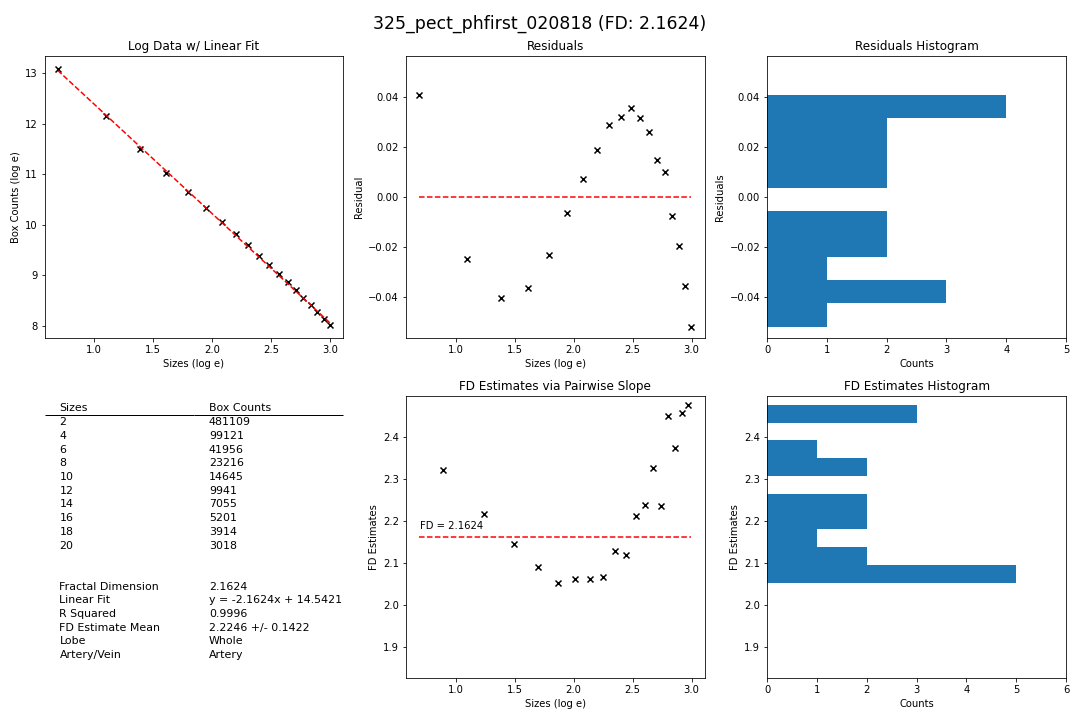 325_pect_phfirst_020818 (FD: 2.1624)
Log Data w/ Linear Fit
Box Counts (log e)
13
12
11
10
9
8
1.0 1.5 2.0 2.5 3.0
Sizes (log e)
Residuals
Residual
0.04
0.02
0.00
−0.02
−0.04
1.0 1.5 2.0 2.5 3.0
Sizes (log e)
Residuals Histogram
Residuals
0.04
0.02
0.00
−0.02
−0.04
0 1 2 3 4 5
Counts
Sizes Box Counts
2 481109
4 99121
6 41956
8 23216
10 14645
12 9941
14 7055
16 5201
18 3914
20 3018
Fractal Dimension 2.1624
Linear Fit y = -2.1624x + 14.5421
R Squared 0.9996
FD Estimate Mean 2.2246 +/- 0.1422
Lobe Whole
Artery/Vein Artery
FD Estimates via Pairwise Slope
FD Estimates
2.4
2.3
2.2
2.1
2.0
1.9
FD = 2.1624
1.0 1.5 2.0 2.5 3.0
Sizes (log e)
FD Estimates Histogram
FD Estimates
2.4
2.3
2.2
2.1
2.0
1.9
0 1 2 3 4 5 6
Counts